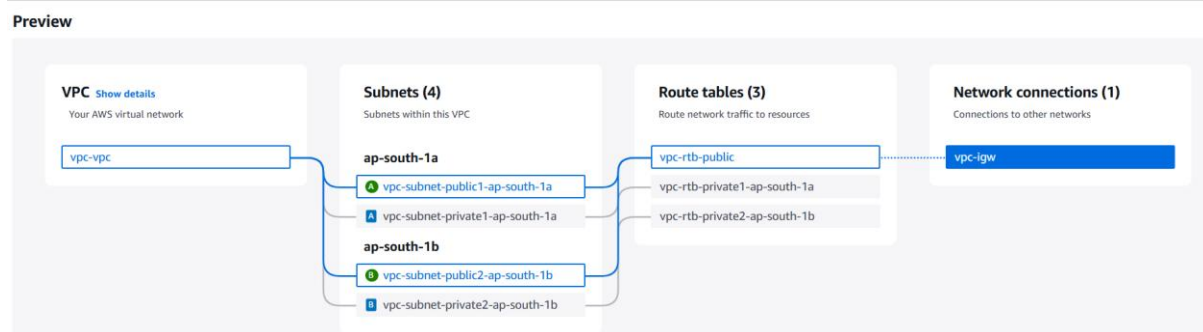 Preview
VPC Show details
Your AWS virtual network
vpc-vpc
Subnets (4)
Subnets within this VPC
ap-south-1a
A vpc-subnet-public1-ap-south-1a
A vpc-subnet-private1-ap-south-1a
ap-south-1b
B vpc-subnet-public2-ap-south-1b
B vpc-subnet-private2-ap-south-1b
Route tables (3)
Route network traffic to resources
vpc-rtb-public
vpc-rtb-private1-ap-south-1a
vpc-rtb-private2-ap-south-1b
Network connections (1)
Connections to other networks
vpc-igw